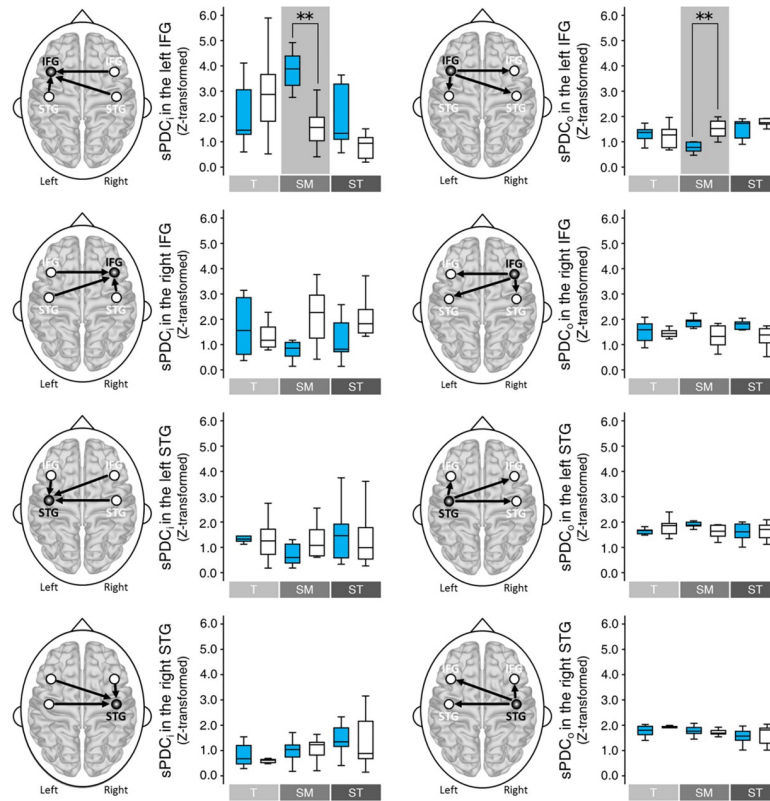 IFG
IFG
STG
STG
Left
Right
sPDCi in the left IFG
(Z-transformed)
6.0
5.0
4.0
3.0
2.0
1.0
0.0
**
T
SM
ST
IFG
IFG
STG
STG
Left
Right
sPDCo in the left IFG
(Z-transformed)
6.0
5.0
4.0
3.0
2.0
1.0
0.0
**
T
SM
ST
IFG
IFG
STG
STG
Left
Right
sPDCi in the right IFG
(Z-transformed)
6.0
5.0
4.0
3.0
2.0
1.0
0.0
T
SM
ST
IFG
IFG
STG
STG
Left
Right
sPDCo in the right IFG
(Z-transformed)
6.0
5.0
4.0
3.0
2.0
1.0
0.0
T
SM
ST
IFG
IFG
STG
STG
Left
Right
sPDCi in the left STG
(Z-transformed)
6.0
5.0
4.0
3.0
2.0
1.0
0.0
T
SM
ST
IFG
IFG
STG
STG
Left
Right
sPDCo in the left STG
(Z-transformed)
6.0
5.0
4.0
3.0
2.0
1.0
0.0
T
SM
ST
STG
Left
Right
sPDCi in the right STG
(Z-transformed)
6.0
5.0
4.0
3.0
2.0
1.0
0.0
T
SM
ST
IFG
IFG
STG
STG
Left
Right
sPDCo in the right STG
(Z-transformed)
6.0
5.0
4.0
3.0
2.0
1.0
0.0
T
SM
ST